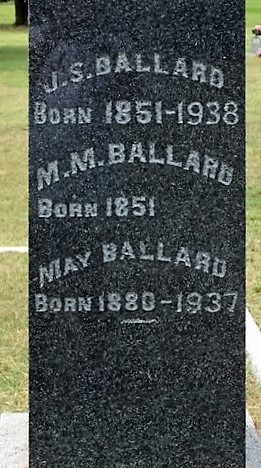 J.S. BALLARD
BORN 1851-1938
M.M. BALLARD
BORN 1851
MAY BALLARD
BORN 1880-1937